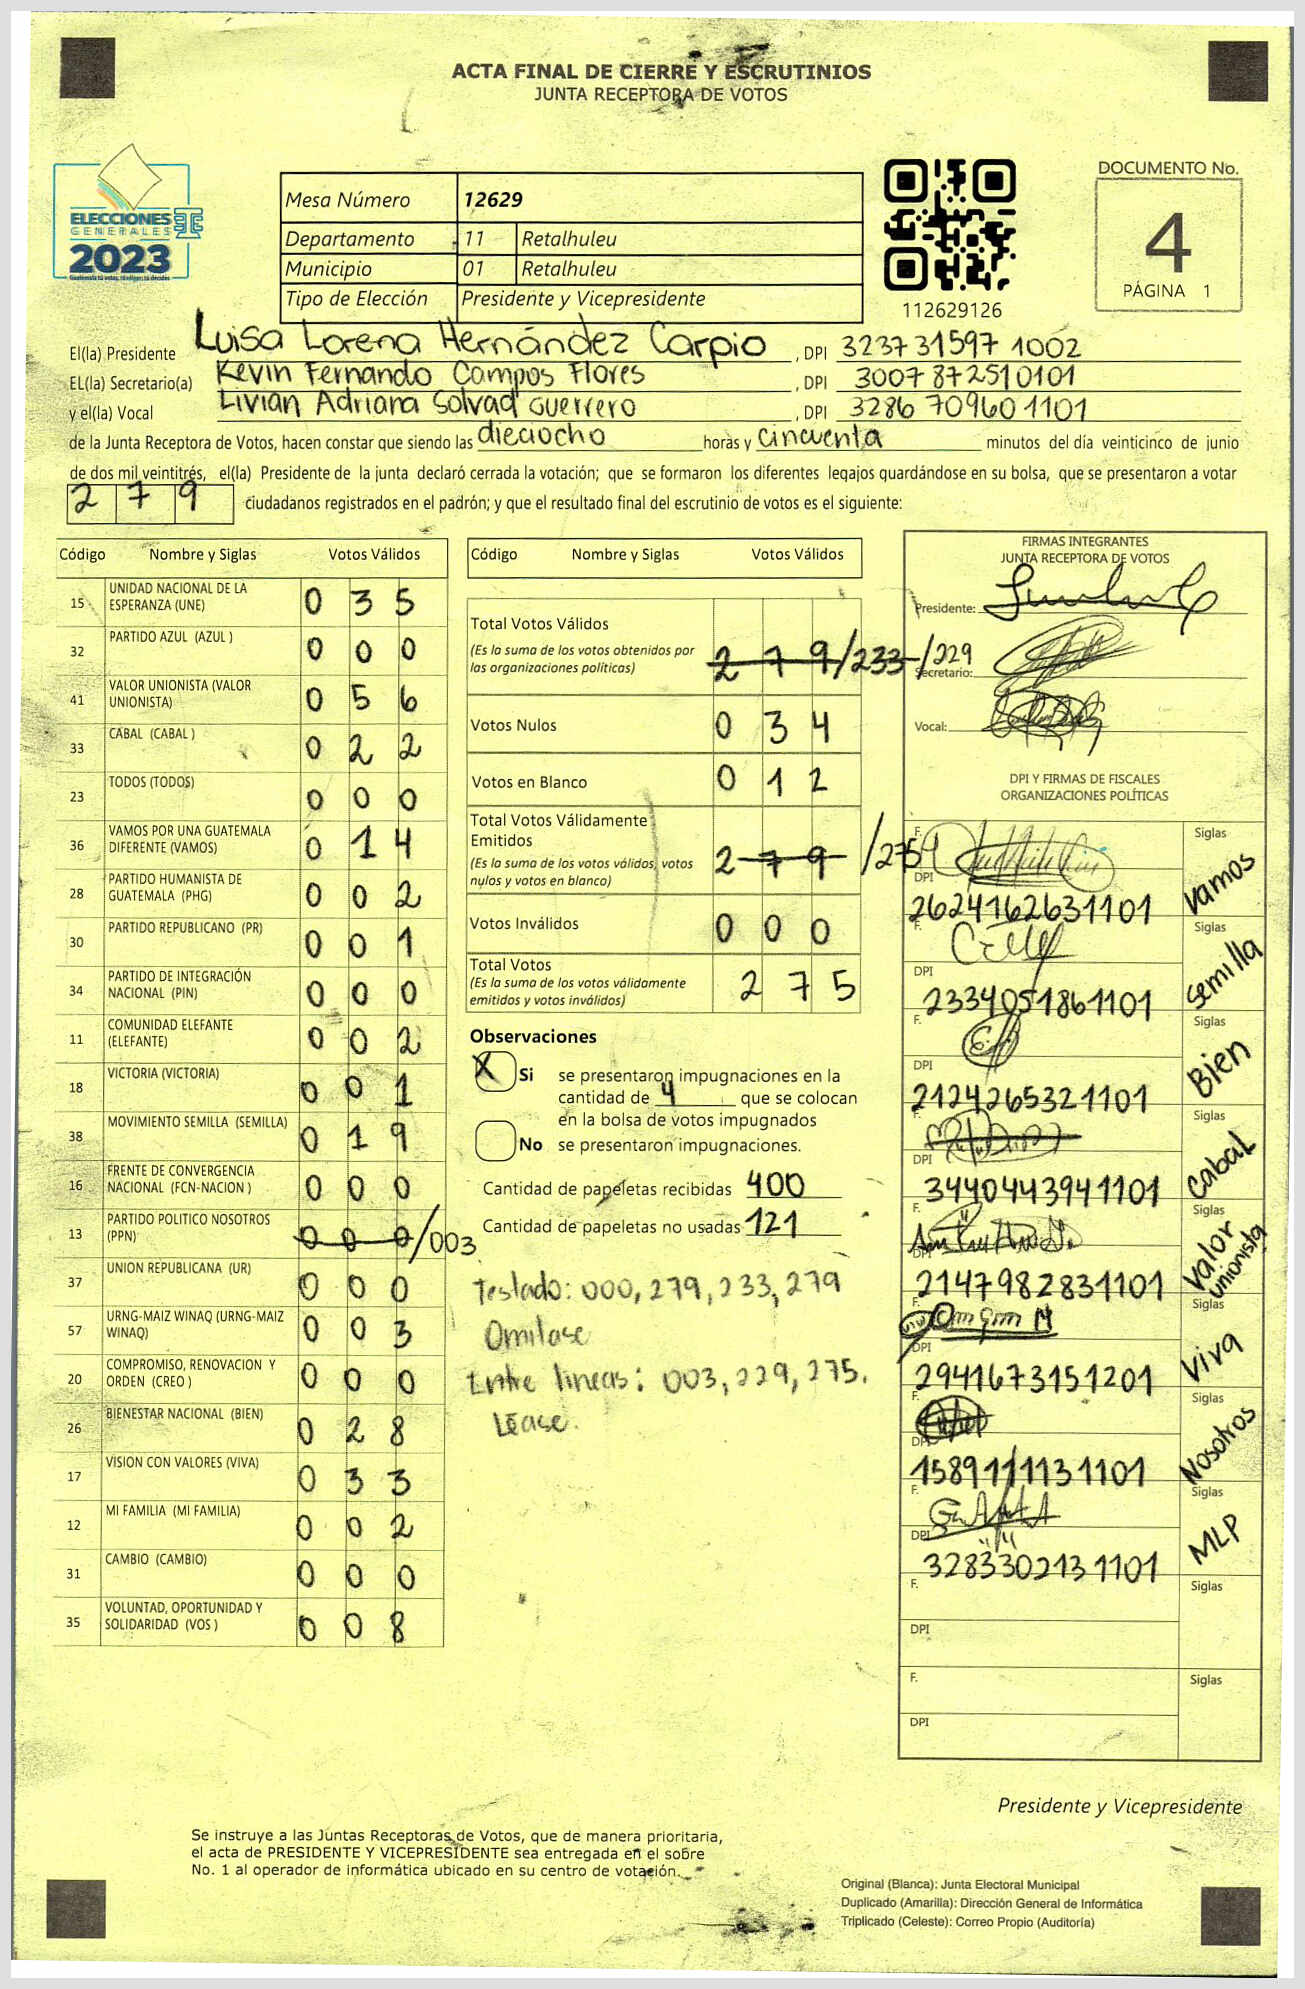 ACTA FINAL DE CIERRE Y ESCRUTINIOS
JUNTA RECEPTORA DE VOTOS
ELECCIONES
GENERALES
2023
Mesa Número 12629
Departamento 11 Retalhuleu
Municipio 01 Retalhuleu
Tipo de Elección Presidente y Vicepresidente
112629126
DOCUMENTO No.
4
PÁGINA 1
El(la) Presidente Luisa Lorena Hernández Carpio, DPI 323731597 1002
EL(la) Secretario(a) Kevin Fernando Campos Flores, DPI 3007 872510101
y el(la) Vocal Livian Adriana Solvad Guerrero, DPI 3286 709601101
de la Junta Receptora de Votos, hacen constar que siendo las dieciocho horas y cincuenta minutos del día veinticinco de junio
de dos mil veintitrés, el(la) Presidente de la junta declaró cerrada la votación; que se formaron los diferentes legajos quardándose en su bolsa, que se presentaron a votar
279 ciudadanos registrados en el padrón; y que el resultado final del escrutinio de votos es el siguiente:
Código Nombre y Siglas Votos Válidos
15 UNIDAD NACIONAL DE LA ESPERANZA (UNE) 0 3 5
32 PARTIDO AZUL (AZUL ) 0 0 0
41 VALOR UNIONISTA (VALOR UNIONISTA) 0 5 6
33 CABAL (CABAL ) 0 2 2
23 TODOS (TODOS) 0 0 0
36 VAMOS POR UNA GUATEMALA DIFERENTE (VAMOS) 0 1 4
28 PARTIDO HUMANISTA DE GUATEMALA (PHG) 0 0 2
30 PARTIDO REPUBLICANO (PR) 0 0 1
34 PARTIDO DE INTEGRACIÓN NACIONAL (PIN) 0 0 0
11 COMUNIDAD ELEFANTE (ELEFANTE) 0 0 2
18 VICTORIA (VICTORIA) 0 0 1
38 MOVIMIENTO SEMILLA (SEMILLA) 0 1 9
16 FRENTE DE CONVERGENCIA NACIONAL (FCN-NACION ) 0 0 0
13 PARTIDO POLITICO NOSOTROS (PPN) 0 0 0/003
37 UNION REPUBLICANA (UR) 0 0 0
57 URNG-MAIZ WINAQ (URNG-MAIZ WINAQ) 0 0 3
20 COMPROMISO, RENOVACION Y ORDEN (CREO ) 0 0 0
26 BIENESTAR NACIONAL (BIEN) 0 2 8
17 VISION CON VALORES (VIVA) 0 3 3
12 MI FAMILIA (MI FAMILIA) 0 0 2
31 CAMBIO (CAMBIO) 0 0 0
35 VOLUNTAD, OPORTUNIDAD Y SOLIDARIDAD (VOS ) 0 0 8
Código Nombre y Siglas Votos Válidos
Total Votos Válidos
(Es la suma de los votos obtenidos por las organizaciones políticas)
2 7 9/233/229
Votos Nulos 0 3 4
Votos en Blanco 0 1 2
Total Votos Válidamente Emitidos
(Es la suma de los votos válidos, votos nulos y votos en blanco)
2 7 9 /275
Votos Inválidos 0 0 0
Total Votos
(Es la suma de los votos válidamente emitidos y votos inválidos)
2 7 5
Observaciones
X Si se presentaron impugnaciones en la
cantidad de 4 que se colocan
en la bolsa de votos impugnados
No se presentaron impugnaciones.
Cantidad de papeletas recibidas 400
Cantidad de papeletas no usadas 121
Testado: 000, 279, 233, 279
Omitase
Entre lineas: 003, 229, 275.
Léase.
FIRMAS INTEGRANTES
JUNTA RECEPTORA DE VOTOS
Presidente:
Secretario:
Vocal:
DPI Y FIRMAS DE FISCALES
ORGANIZACIONES POLÍTICAS
F. Siglas
DPI 2624162631101 Vamos
F. Siglas
DPI 2334051861101 Semilla
F. Siglas
DPI 2124265321101 Bien
F. Siglas
DPI 3440443941101 Cabal
F. Siglas
DPI 2147982831101 Valor Unionista
F. Siglas
DPI 2941673151201 Viva
F. Siglas
DPI 1589111131101 Nosotros
F. Siglas
DPI 3283302131101 MLP
F. Siglas
DPI
F. Siglas
DPI
Presidente y Vicepresidente
Se instruye a las Juntas Receptoras de Votos, que de manera prioritaria,
el acta de PRESIDENTE Y VICEPRESIDENTE sea entregada en el sobre
No. 1 al operador de informática ubicado en su centro de votación.
Original (Blanca): Junta Electoral Municipal
Duplicado (Amarilla): Dirección General de Informática
Triplicado (Celeste): Correo Propio (Auditoría)